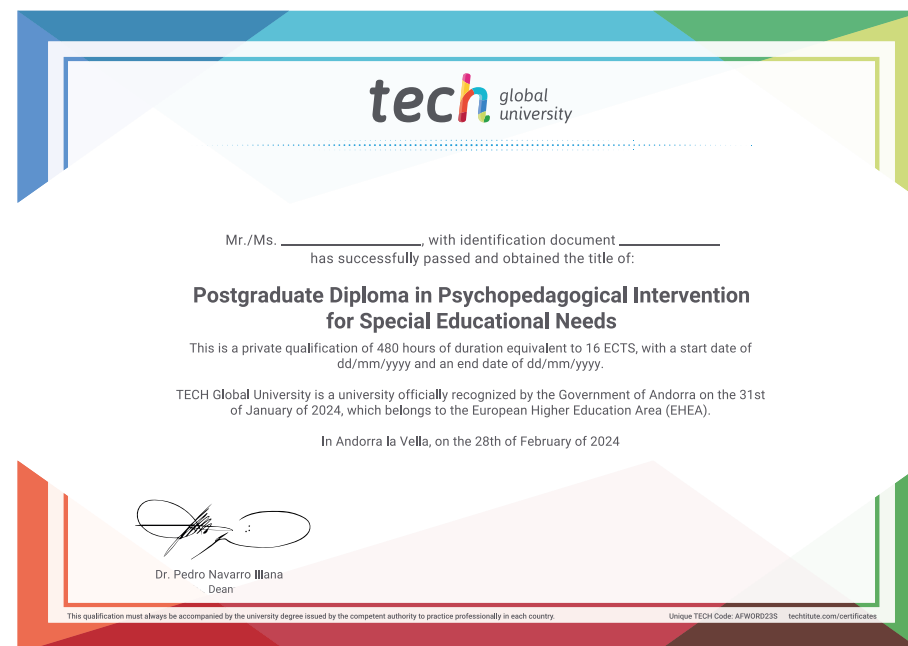 tech global
university
Mr./Ms. ____________________, with identification document ______________
has successfully passed and obtained the title of:
Postgraduate Diploma in Psychopedagogical Intervention
for Special Educational Needs
This is a private qualification of 480 hours of duration equivalent to 16 ECTS, with a start date of
dd/mm/yyyy and an end date of dd/mm/yyyy.
TECH Global University is a university officially recognized by the Government of Andorra on the 31st
of January of 2024, which belongs to the European Higher Education Area (EHEA).
In Andorra la Vella, on the 28th of February of 2024
Dr. Pedro Navarro Illana
Dean
This qualification must always be accompanied by the university degree issued by the competent authority to practice professionally in each country. Unique TECH Code: AFWORD23S techtitute.com/certificates